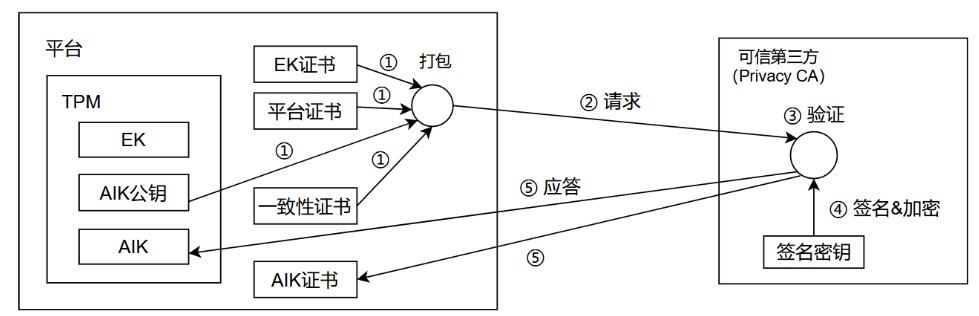 平台
TPM
EK
AIK公钥
AIK
EK证书
平台证书
一致性证书
AIK证书
①
①
①
①
打包
② 请求
⑤ 应答
⑤
可信第三方
(Privacy CA)
③ 验证
④ 签名&加密
签名密钥